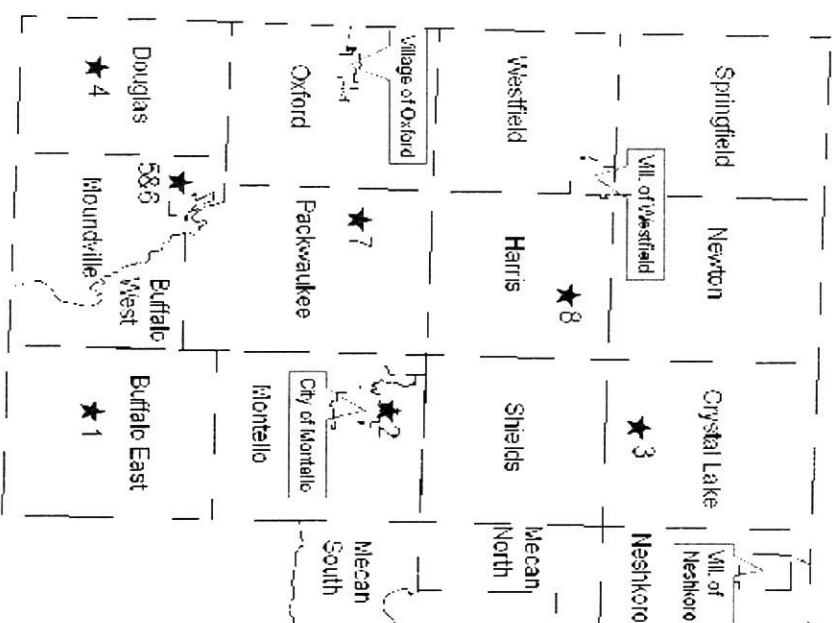 Springfield
Newton
Crystal Lake
3
Vill. of
Neshkoro
Neshkoro
Vill. of Westfield
Westfield
8
Harris
Shields
Mecan
North
Village of Oxford
Oxford
7
Packwaukee
2
City of Montello
Montello
Mecan
South
Douglas
4
5&6
Buffalo
West
Moundville
Buffalo East
1